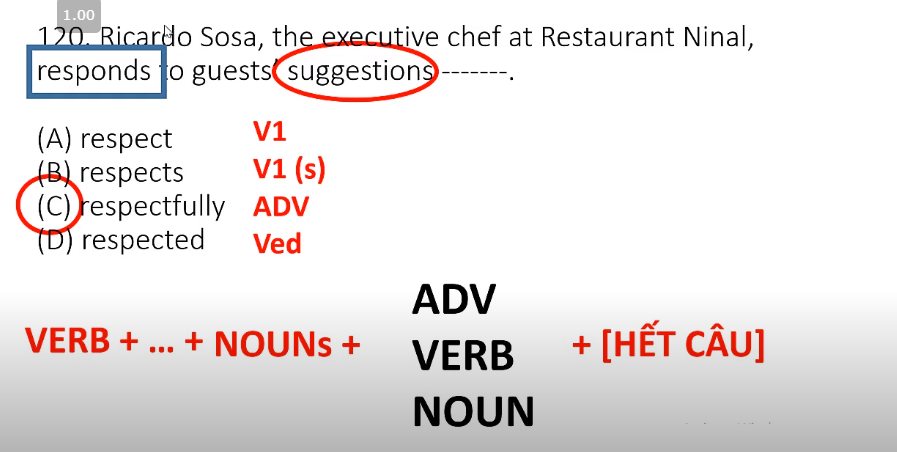 1.00
120. Ricardo Sosa, the executive chef at Restaurant Ninal,
responds to guests' suggestions -------.
(A) respect V1
(B) respects V1 (s)
(C) respectfully ADV
(D) respected Ved
ADV
VERB + ... + NOUNs + VERB + [HẾT CÂU]
NOUN